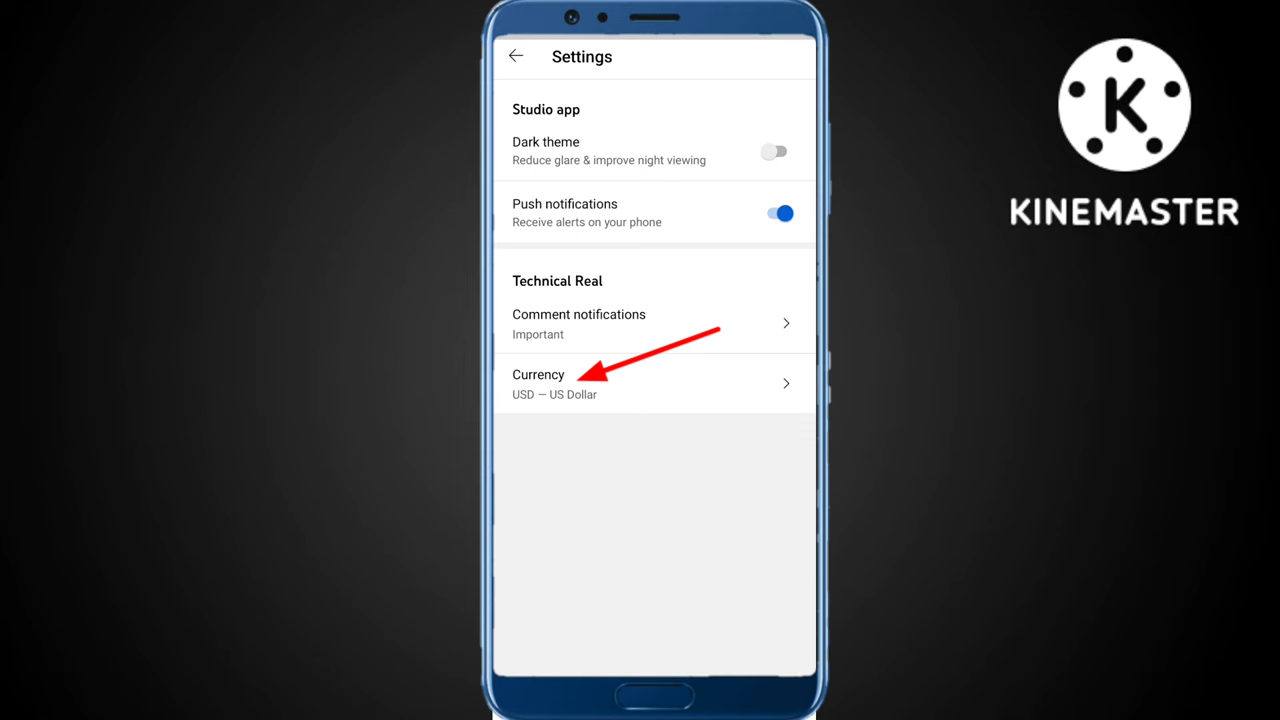 Settings
Studio app
Dark theme
Reduce glare & improve night viewing
Push notifications
Receive alerts on your phone
Technical Real
Comment notifications
Important
Currency
USD — US Dollar
K
KINEMASTER